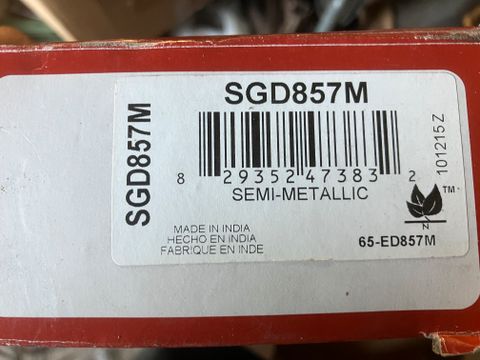 SGD857M
SGD857M
8 29352 47383 2
SEMI-METALLIC
101215Z
TM
N
MADE IN INDIA
HECHO EN INDIA
FABRIQUE EN INDE
65-ED857M